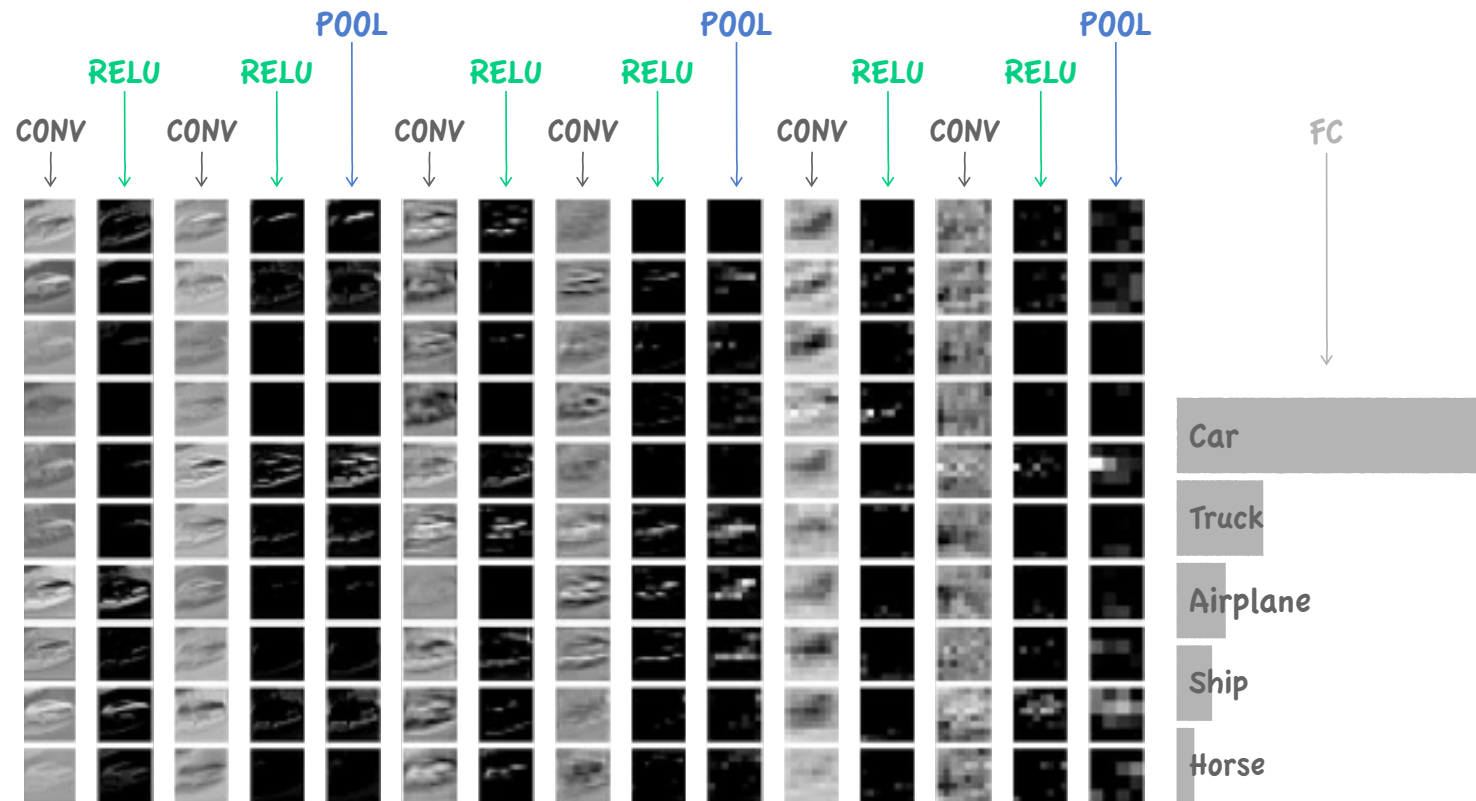 POOL POOL POOL
RELU RELU RELU RELU RELU RELU
CONV CONV CONV CONV CONV CONV FC
Car
Truck
Airplane
Ship
Horse